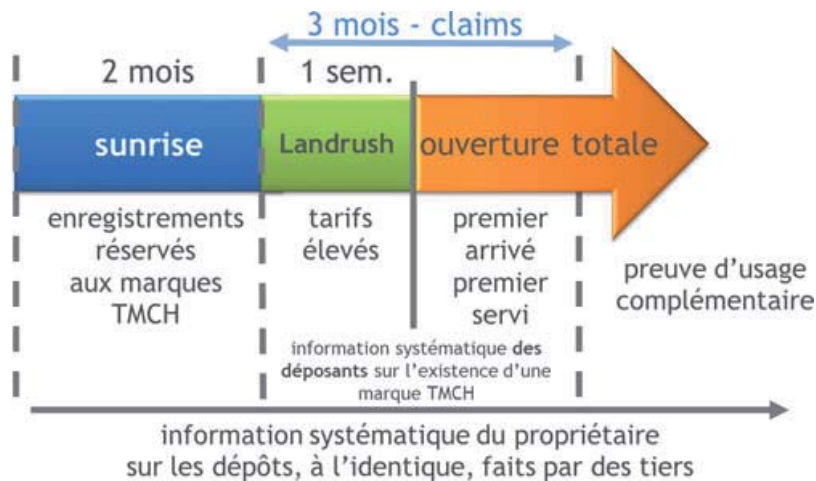 3 mois - claims
2 mois
1 sem.
sunrise
Landrush
ouverture totale
enregistrements
réservés
aux marques
TMCH
tarifs
élevés
premier
arrivé
premier
servi
preuve d'usage
complémentaire
information systématique des
déposants sur l'existence d'une
marque TMCH
information systématique du propriétaire
sur les dépôts, à l'identique, faits par des tiers